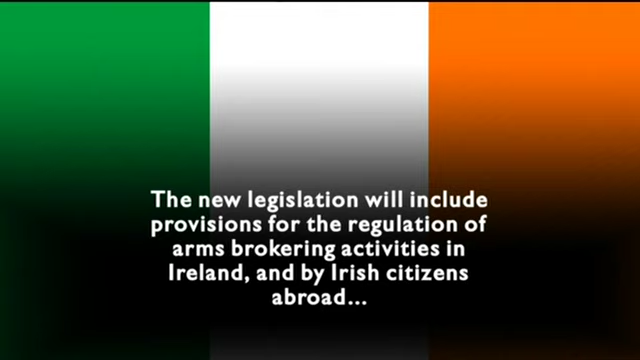 The new legislation will include
provisions for the regulation of
arms brokering activities in
Ireland, and by Irish citizens
abroad...